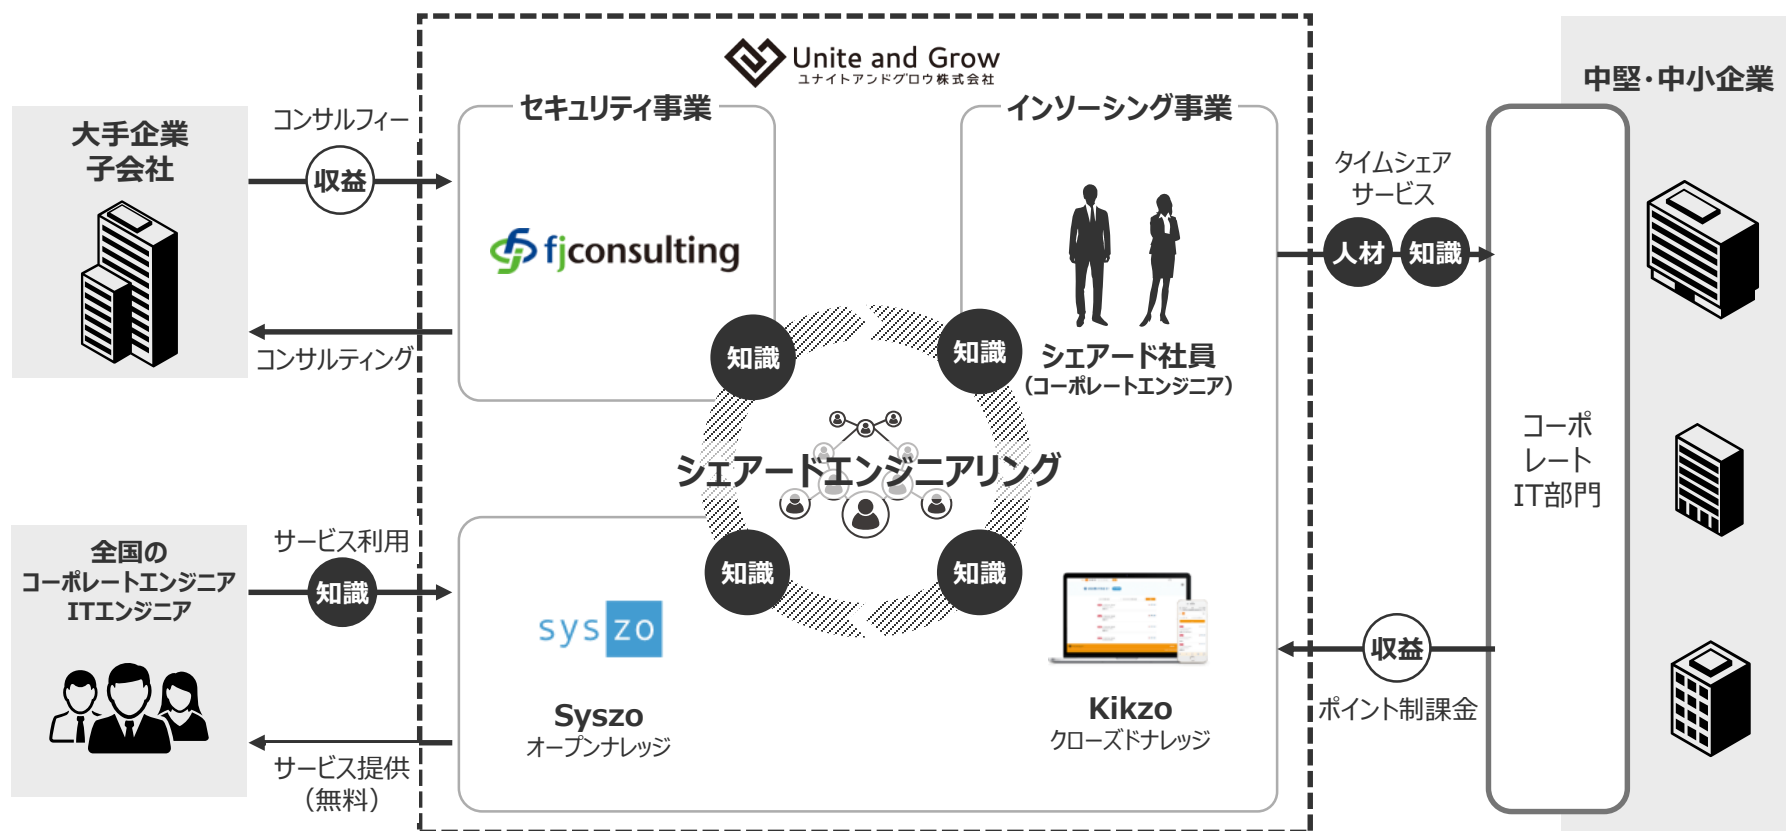 Unite and Grow
ユナイトアンドグロウ株式会社
中堅・中小企業
大手企業
子会社
コンサルフィー
収益
コンサルティング
セキュリティ事業
fjconsulting
インソーシング事業
シェアード社員
（コーポレートエンジニア）
タイムシェア
サービス
人材
知識
コーポ
レート
IT部門
知識
知識
シェアードエンジニアリング
知識
知識
全国の
コーポレートエンジニア
ITエンジニア
サービス利用
知識
サービス提供
（無料）
sys zo
Syszo
オープンナレッジ
Kikzo
クローズドナレッジ
収益
ポイント制課金